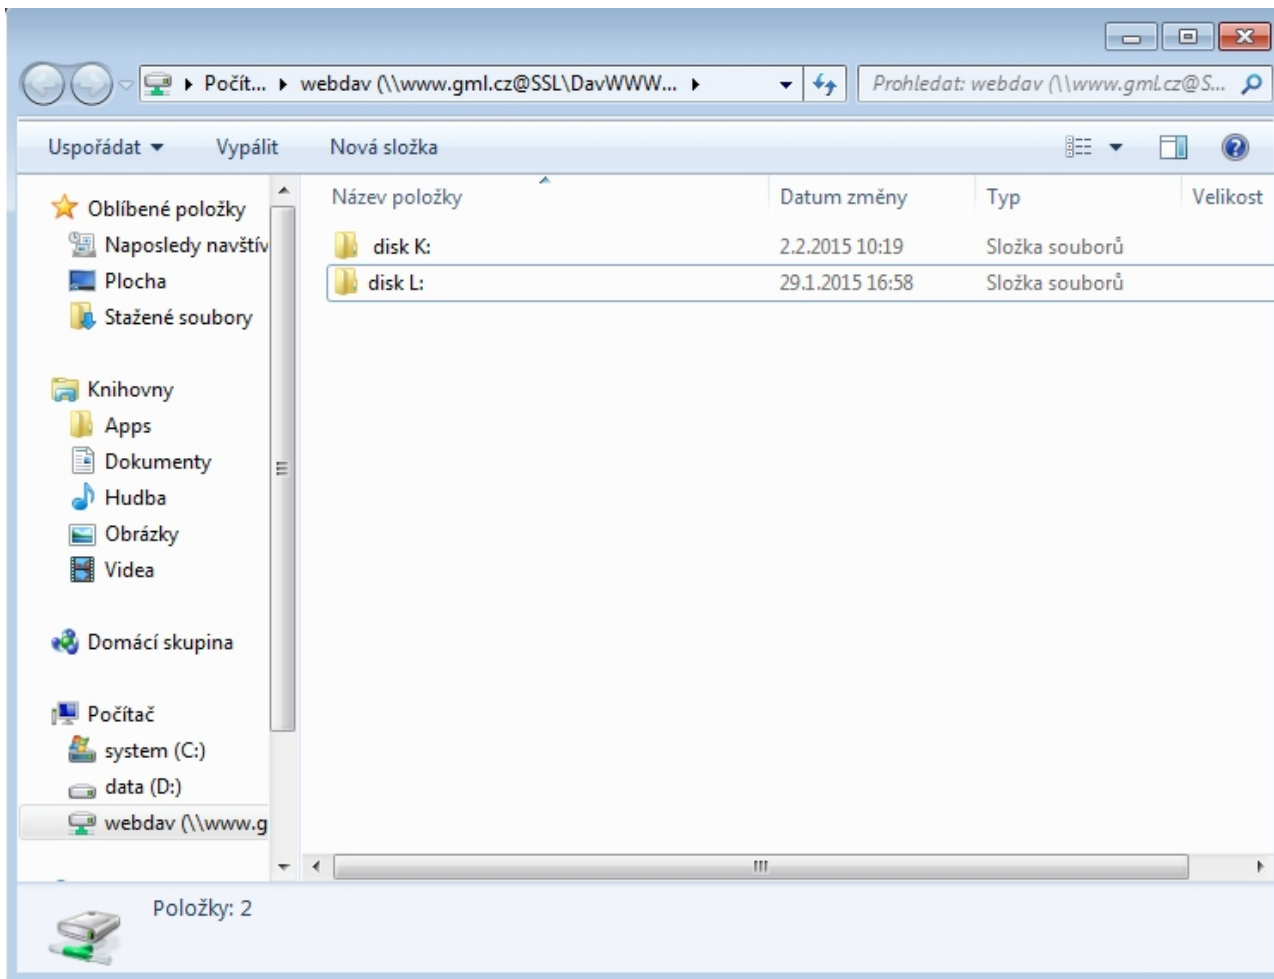 Počít... webdav (\\www.gml.cz@SSL\DavWWW... Prohledat: webdav (\\www.gml.cz@S...
Uspořádat Vypálit Nová složka
Oblíbené položky
Naposledy navštív
Plocha
Stažené soubory
Knihovny
Apps
Dokumenty
Hudba
Obrázky
Videa
Domácí skupina
Počítač
system (C:)
data (D:)
webdav (\\www.g
Název položky Datum změny Typ Velikost
disk K: 2.2.2015 10:19 Složka souborů
disk L: 29.1.2015 16:58 Složka souborů
Položky: 2